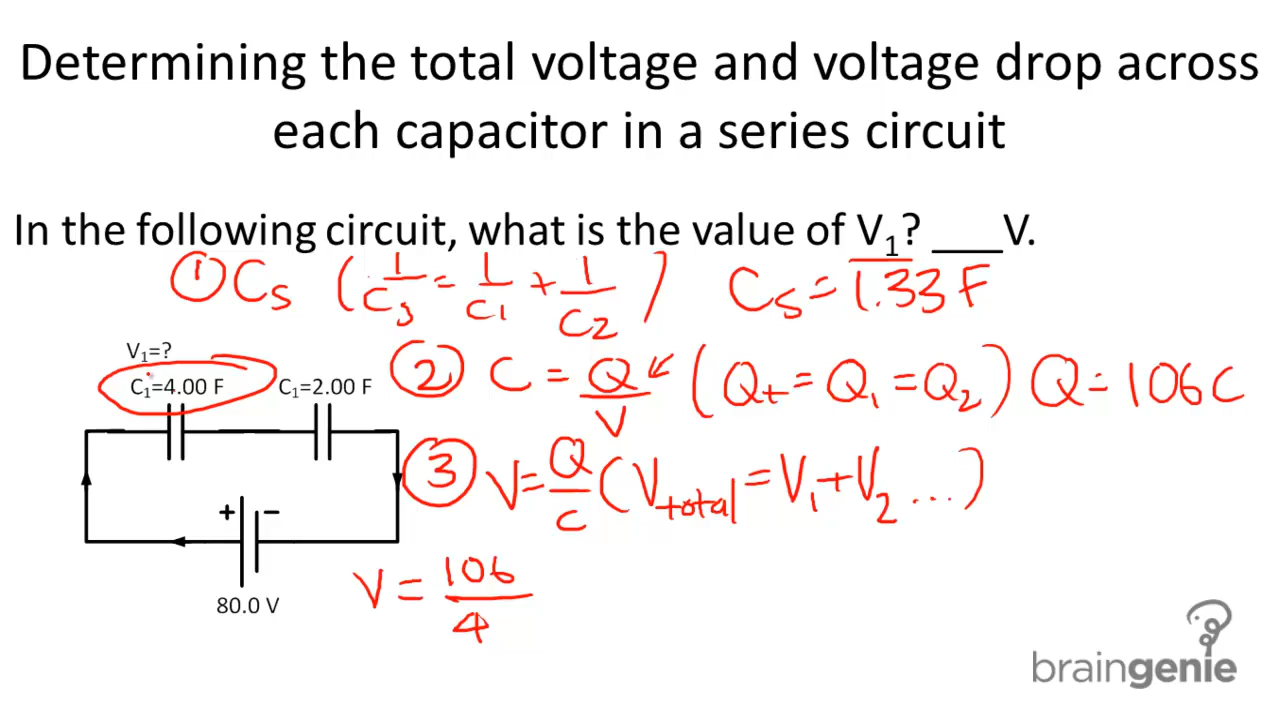 Determining the total voltage and voltage drop across
each capacitor in a series circuit
In the following circuit, what is the value of V₁? ___V.
① Cs (1/Cs = 1/C1 + 1/C2) Cs = 1.33 F
V₁=?
C₁=4.00 F
C₁=2.00 F
② C = Q/V (Qt = Q₁ = Q₂) Q = 106 C
③ V = Q/C (Vtotal = V₁ + V₂ ...)
+ −
80.0 V
V = 106/4
braingenie